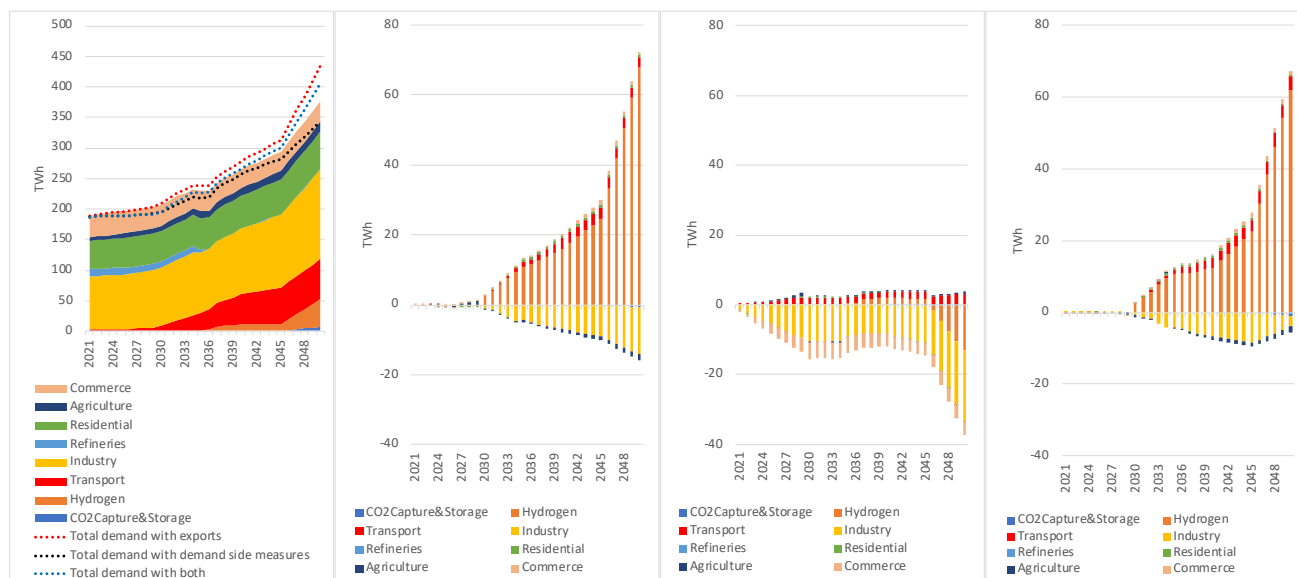 500
450
400
350
300
250
200
150
100
50
0
TWh
2021
2024
2027
2030
2033
2036
2039
2042
2045
2048
Commerce
Agriculture
Residential
Refineries
Industry
Transport
Hydrogen
CO2Capture&Storage
Total demand with exports
Total demand with demand side measures
Total demand with both
80
60
40
20
0
-20
-40
TWh
2021
2024
2027
2030
2033
2036
2039
2042
2045
2048
CO2Capture&Storage Hydrogen
Transport Industry
Refineries Residential
Agriculture Commerce
80
60
40
20
0
-20
-40
TWh
2021
2024
2027
2030
2033
2036
2039
2042
2045
2048
CO2Capture&Storage Hydrogen
Transport Industry
Refineries Residential
Agriculture Commerce
80
60
40
20
0
-20
-40
TWh
2021
2024
2027
2030
2033
2036
2039
2042
2045
2048
CO2Capture&Storage Hydrogen
Transport Industry
Refineries Residential
Agriculture Commerce